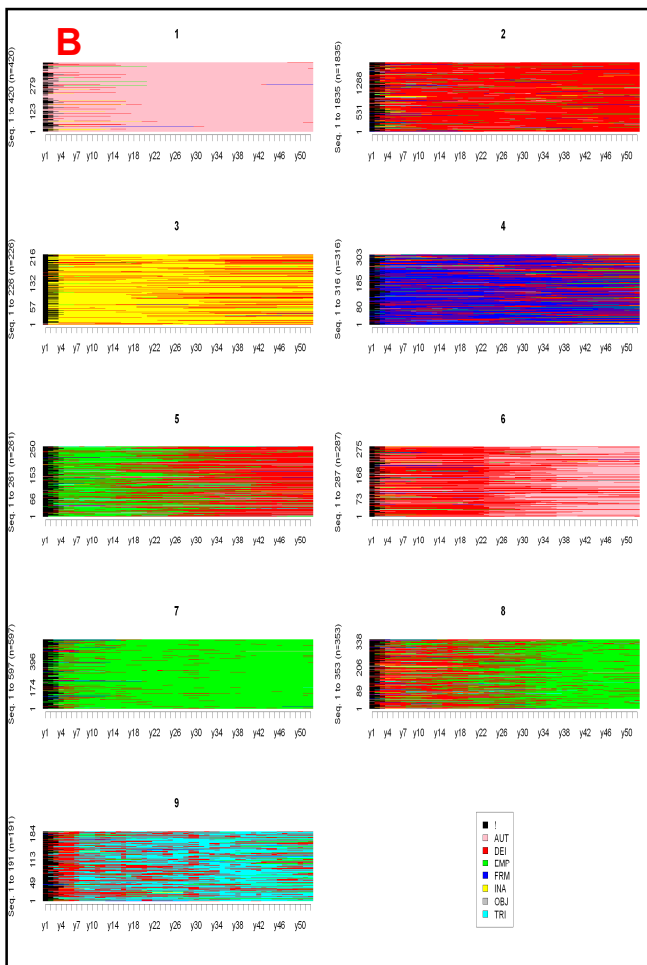 B
1
2
Seq. 1 to 420 (n=420)
1 123 279
y1 y4 y7 y10 y14 y18 y22 y26 y30 y34 y38 y42 y46 y50
Seq. 1 to 1835 (n=1835)
1 531 1288
y1 y4 y7 y10 y14 y18 y22 y26 y30 y34 y38 y42 y46 y50
3
4
Seq. 1 to 226 (n=226)
1 57 132 216
y1 y4 y7 y10 y14 y18 y22 y26 y30 y34 y38 y42 y46 y50
Seq. 1 to 316 (n=316)
1 80 185 303
y1 y4 y7 y10 y14 y18 y22 y26 y30 y34 y38 y42 y46 y50
5
6
Seq. 1 to 261 (n=261)
1 66 153 250
y1 y4 y7 y10 y14 y18 y22 y26 y30 y34 y38 y42 y46 y50
Seq. 1 to 287 (n=287)
1 73 168 275
y1 y4 y7 y10 y14 y18 y22 y26 y30 y34 y38 y42 y46 y50
7
8
Seq. 1 to 597 (n=597)
1 174 396
y1 y4 y7 y10 y14 y18 y22 y26 y30 y34 y38 y42 y46 y50
Seq. 1 to 353 (n=353)
1 89 206 338
y1 y4 y7 y10 y14 y18 y22 y26 y30 y34 y38 y42 y46 y50
9
Seq. 1 to 191 (n=191)
1 49 113 184
y1 y4 y7 y10 y14 y18 y22 y26 y30 y34 y38 y42 y46 y50
!
AUT
DEI
EMP
FRM
INA
OBJ
TRI